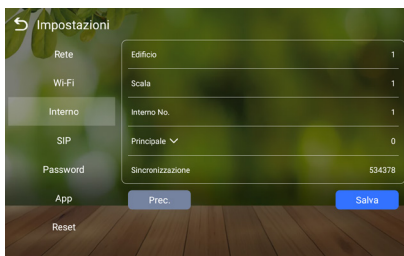 Impostazioni
Rete
Edificio 1
Wi-Fi
Scala 1
Interno
Interno No. 1
SIP
Principale 0
Password
Sincronizzazione 534378
App
Prec. Salva
Reset